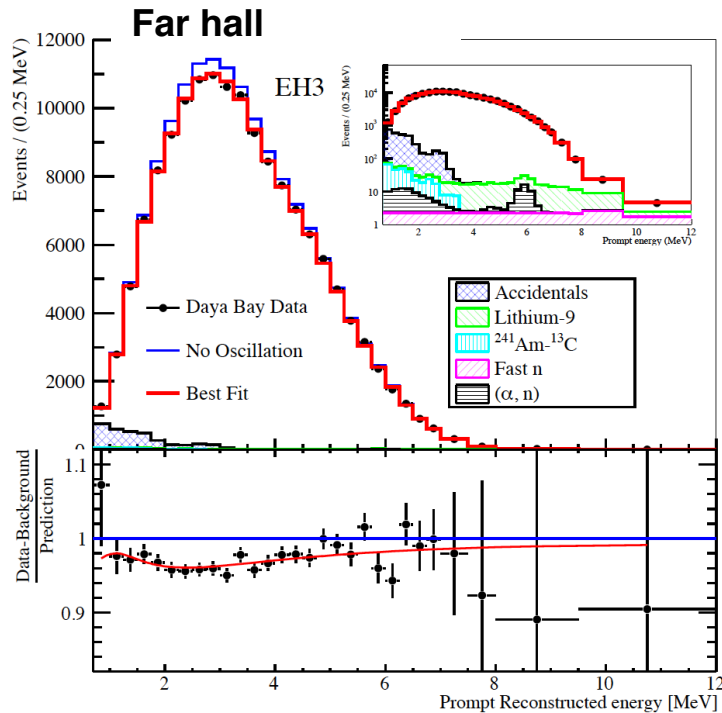 Far hall
Events / (0.25 MeV)
12000
10000
8000
6000
4000
2000
0
EH3
Daya Bay Data
No Oscillation
Best Fit
Events / (0.25 MeV)
10⁴
10³
10²
10
1
2 4 6 8 10 12
Prompt energy (MeV)
Accidentals
Lithium-9
²⁴¹Am-¹³C
Fast n
(α, n)
Data-Background
Prediction
1.1
1
0.9
2 4 6 8 10 12
Prompt Reconstructed energy [MeV]